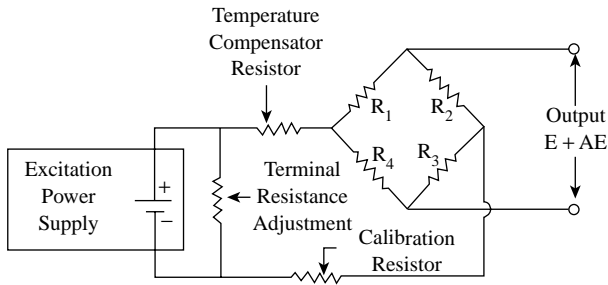 Temperature
Compensator
Resistor
R1
R2
R4
R3
Output
E + AE
Excitation
Power
Supply
+
−
Terminal
Resistance
Adjustment
Calibration
Resistor